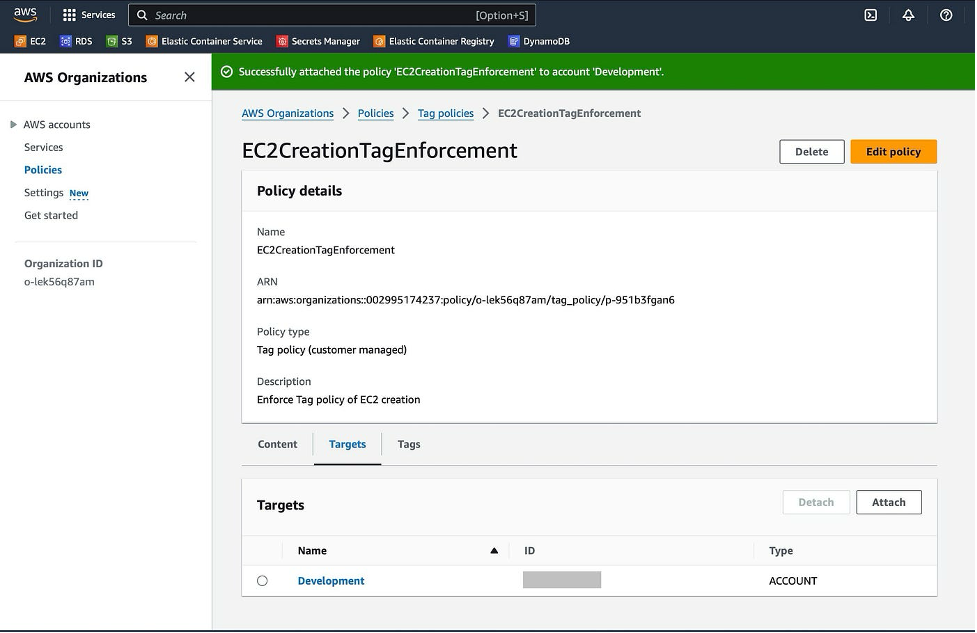 aws
Services
Search
[Option+S]
EC2
RDS
S3
Elastic Container Service
Secrets Manager
Elastic Container Registry
DynamoDB
AWS Organizations
AWS accounts
Services
Policies
Settings New
Get started
Organization ID
o-lek56q87am
Successfully attached the policy 'EC2CreationTagEnforcement' to account 'Development'.
AWS Organizations > Policies > Tag policies > EC2CreationTagEnforcement
EC2CreationTagEnforcement
Delete
Edit policy
Policy details
Name
EC2CreationTagEnforcement
ARN
arn:aws:organizations::002995174237:policy/o-lek56q87am/tag_policy/p-951b3fgan6
Policy type
Tag policy (customer managed)
Description
Enforce Tag policy of EC2 creation
Content
Targets
Tags
Targets
Detach
Attach
Name
ID
Type
Development
ACCOUNT